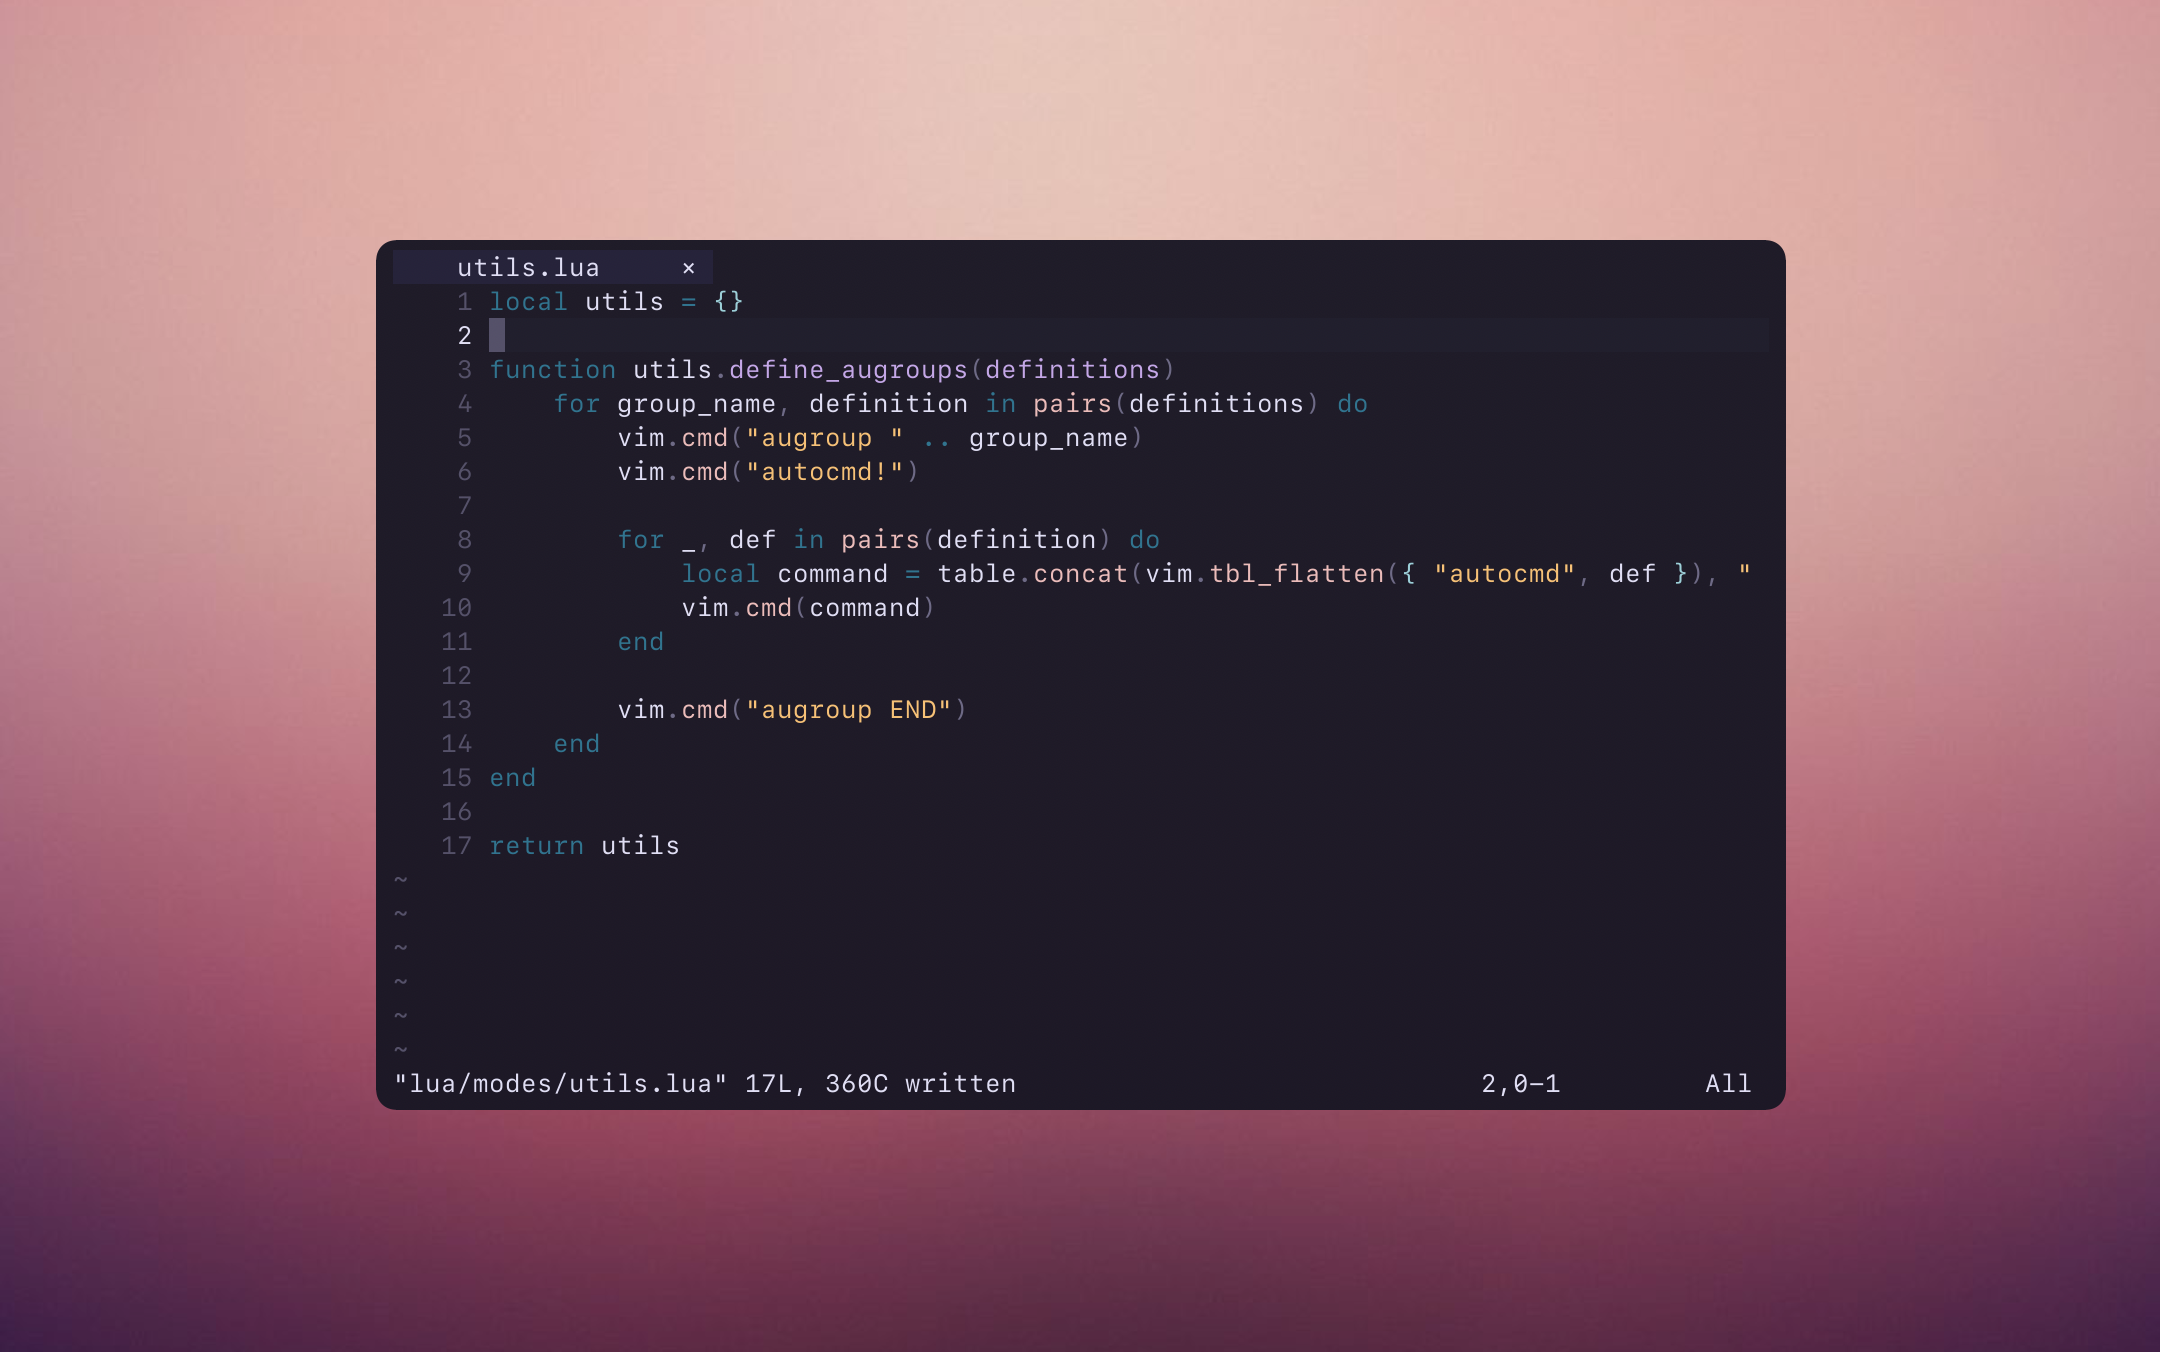 utils.lua ×
1 local utils = {}
2
3 function utils.define_augroups(definitions)
4     for group_name, definition in pairs(definitions) do
5         vim.cmd("augroup " .. group_name)
6         vim.cmd("autocmd!")
7
8         for _, def in pairs(definition) do
9             local command = table.concat(vim.tbl_flatten({ "autocmd", def }), "
10             vim.cmd(command)
11         end
12
13         vim.cmd("augroup END")
14     end
15 end
16
17 return utils
~
~
~
~
~
~
"lua/modes/utils.lua" 17L, 360C written 2,0-1 All